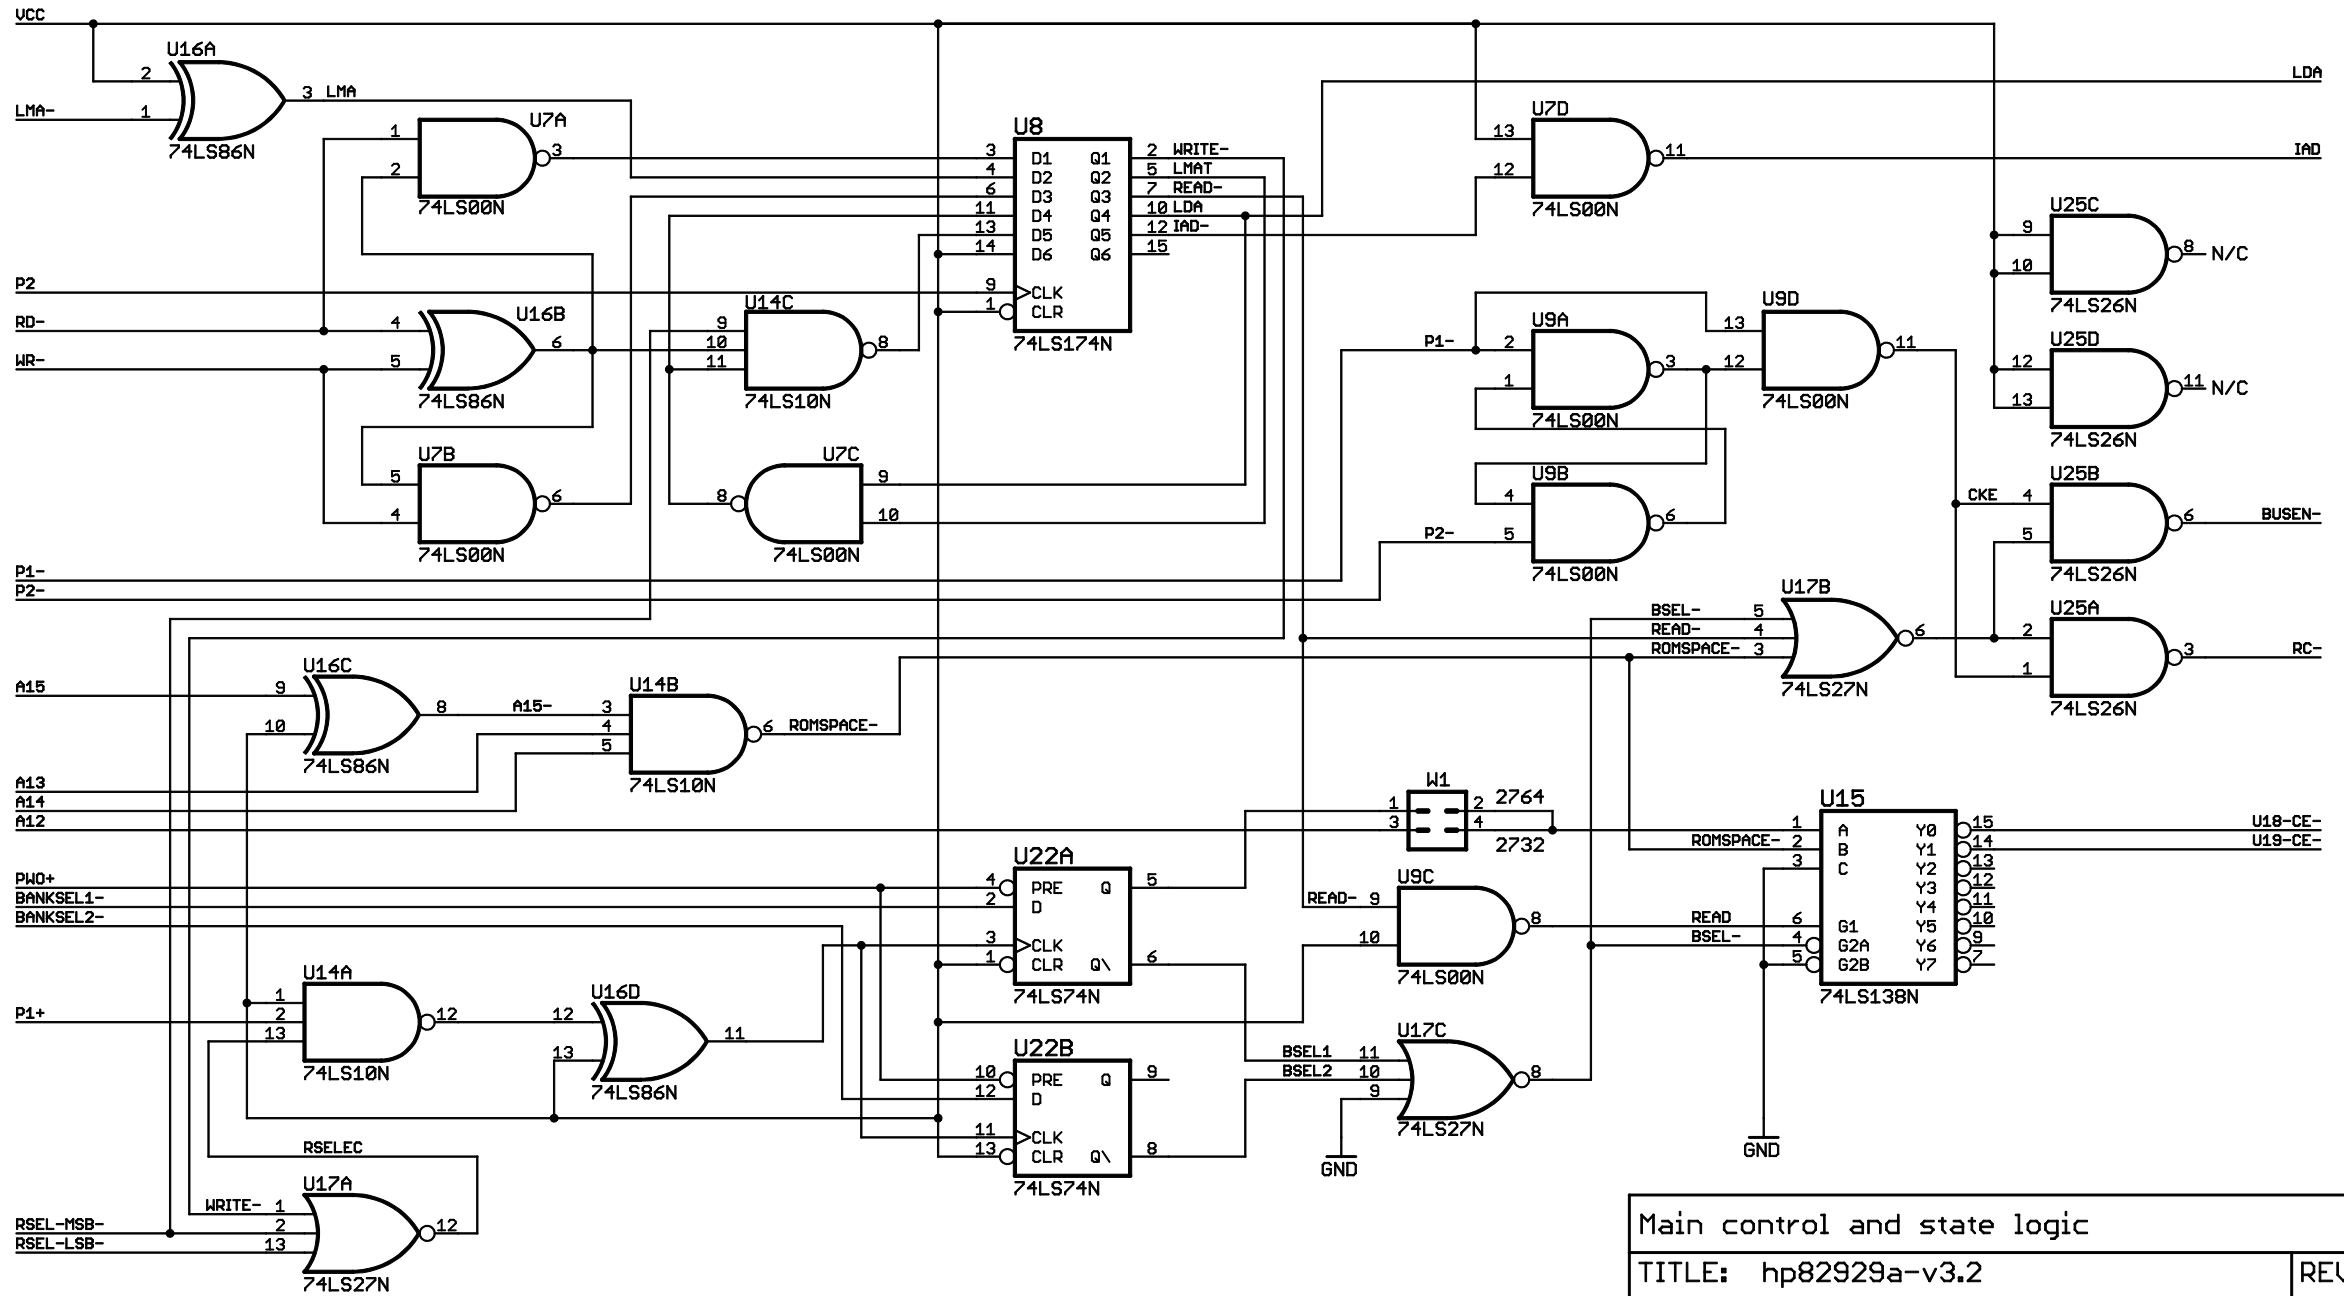 VCC
U16A
2
3 LMA
LMA-
1
74LS86N
U7A
1
3
2
74LS00N
U8
3 D1 Q1 2 WRITE-
4 D2 Q2 5 LMAT
6 D3 Q3 7 READ-
11 D4 Q4 10 LDA
13 D5 Q5 12 IAD-
14 D6 Q6 15
9 CLK
1 CLR
74LS174N
LDA
U7D
13
11
IAD
12
74LS00N
U25C
9
8 N/C
10
74LS26N
P2
RD-
4
U16B
6
WR-
5
74LS86N
U14C
9
10
8
11
74LS10N
U9D
13
11
12
74LS00N
U9A
P1-
2
3
1
74LS00N
U25D
12
11 N/C
13
74LS26N
U7B
5
6
4
74LS00N
U7C
9
8
10
74LS00N
U9B
4
6
P2-
5
74LS00N
U25B
CKE 4
6
BUSEN-
5
74LS26N
P1-
P2-
U17B
BSEL- 5
READ- 4
6
ROMSPACE- 3
74LS27N
U25A
2
3
RC-
1
74LS26N
U16C
A15
9
8
A15-
10
74LS86N
U14B
3
4
6 ROMSPACE-
5
74LS10N
A13
A14
A12
W1
1 2 2764
3 4
2732
U15
1 A Y0 15
U18-CE-
ROMSPACE- 2 B Y1 14
U19-CE-
3 C Y2 13
Y3 12
Y4 11
READ 6 G1 Y5 10
BSEL- 4 G2A Y6 9
5 G2B Y7 7
74LS138N
GND
PWO+
BANKSEL1-
BANKSEL2-
U22A
4 PRE Q 5
2 D
3 CLK
1 CLR Q\ 6
74LS74N
U9C
READ- 9
8
10
74LS00N
U14A
1
P1+
2
12
13
74LS10N
U16D
12
11
13
74LS86N
U22B
10 PRE Q 9
12 D
11 CLK
13 CLR Q\ 8
74LS74N
U17C
BSEL1 11
BSEL2 10
8
9
74LS27N
GND
RSELEC
U17A
WRITE- 1
RSEL-MSB-
2
12
RSEL-LSB-
13
74LS27N
Main control and state logic
TITLE: hp82929a-v3.2
REV